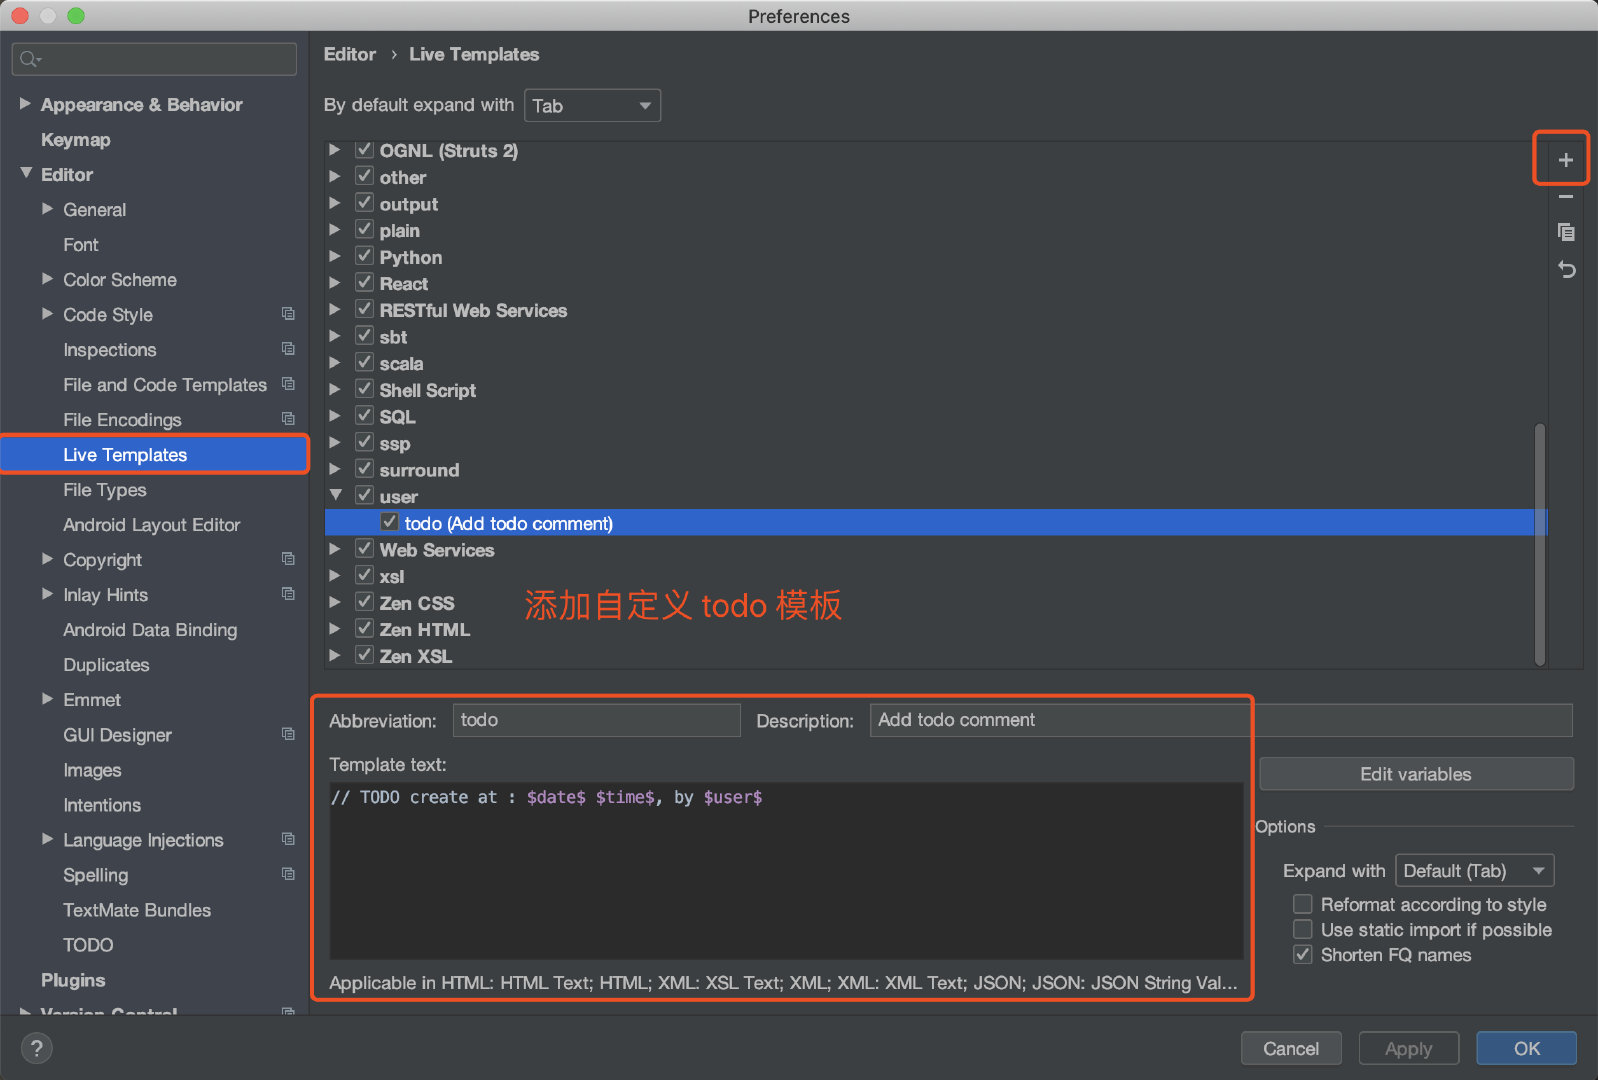 Preferences
Appearance & Behavior
Keymap
Editor
General
Font
Color Scheme
Code Style
Inspections
File and Code Templates
File Encodings
Live Templates
File Types
Android Layout Editor
Copyright
Inlay Hints
Android Data Binding
Duplicates
Emmet
GUI Designer
Images
Intentions
Language Injections
Spelling
TextMate Bundles
TODO
Plugins
Version Control
Editor › Live Templates
By default expand with Tab
OGNL (Struts 2)
other
output
plain
Python
React
RESTful Web Services
sbt
scala
Shell Script
SQL
ssp
surround
user
todo (Add todo comment)
Web Services
xsl
Zen CSS
Zen HTML
Zen XSL
添加自定义 todo 模板
Abbreviation: todo Description: Add todo comment
Template text:
// TODO create at : $date$ $time$, by $user$
Applicable in HTML: HTML Text; HTML; XML: XSL Text; XML; XML: XML Text; JSON; JSON: JSON String Val...
Edit variables
Options
Expand with Default (Tab)
Reformat according to style
Use static import if possible
Shorten FQ names
? Cancel Apply OK